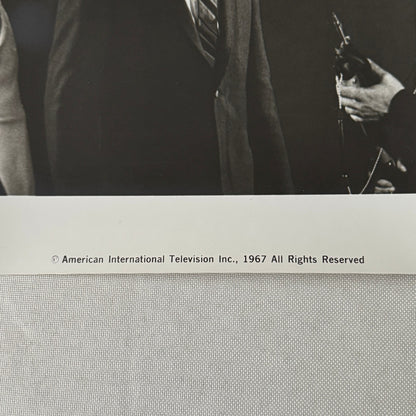 © American International Television Inc., 1967 All Rights Reserved